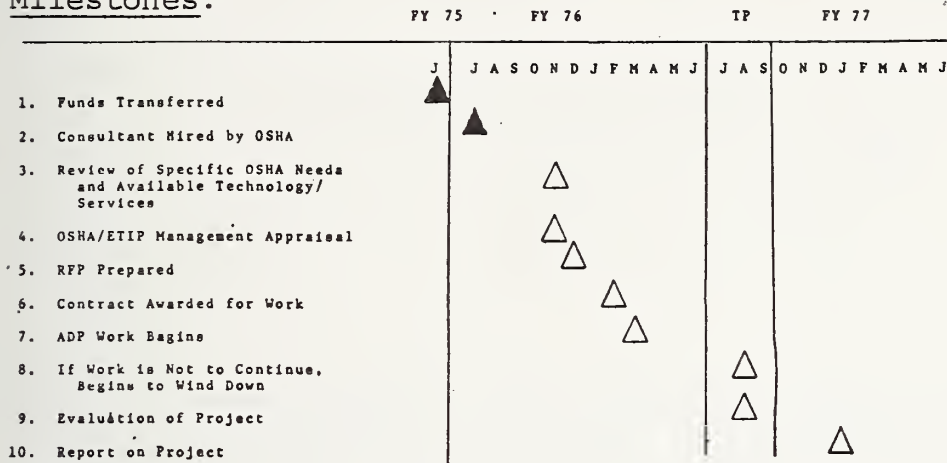 Milestones:
FY 75 FY 76 TP FY 77
J J A S O N D J F M A M J J A S O N D J F M A M J
1. Funds Transferred
2. Consultant Hired by OSHA
3. Review of Specific OSHA Needs
and Available Technology/
Services
4. OSHA/ETIP Management Appraisal
5. RFP Prepared
6. Contract Awarded for Work
7. ADP Work Begins
8. If Work is Not to Continue,
Begins to Wind Down
9. Evaluation of Project
10. Report on Project